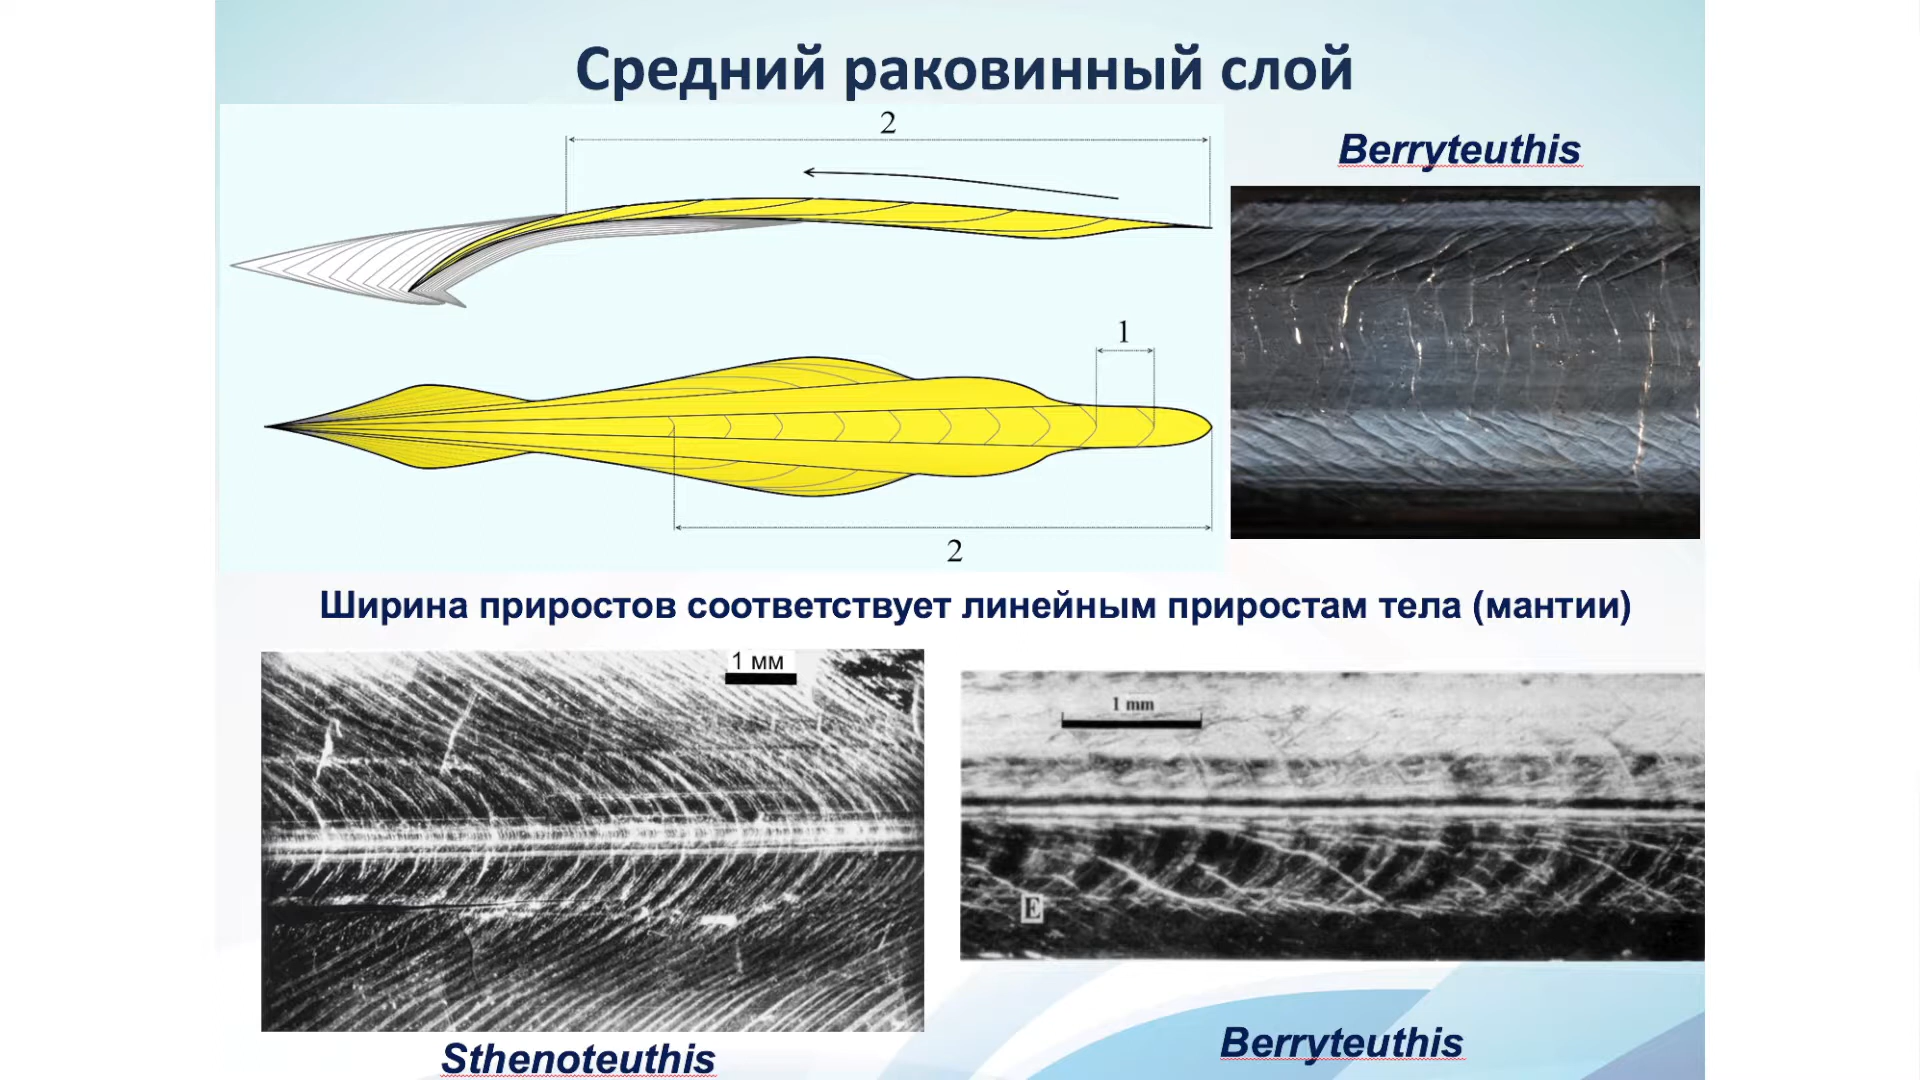 Средний раковинный слой
2
Berryteuthis
1
2
Ширина приростов соответствует линейным приростам тела (мантии)
1 мм
1 mm
E
Sthenoteuthis
Berryteuthis